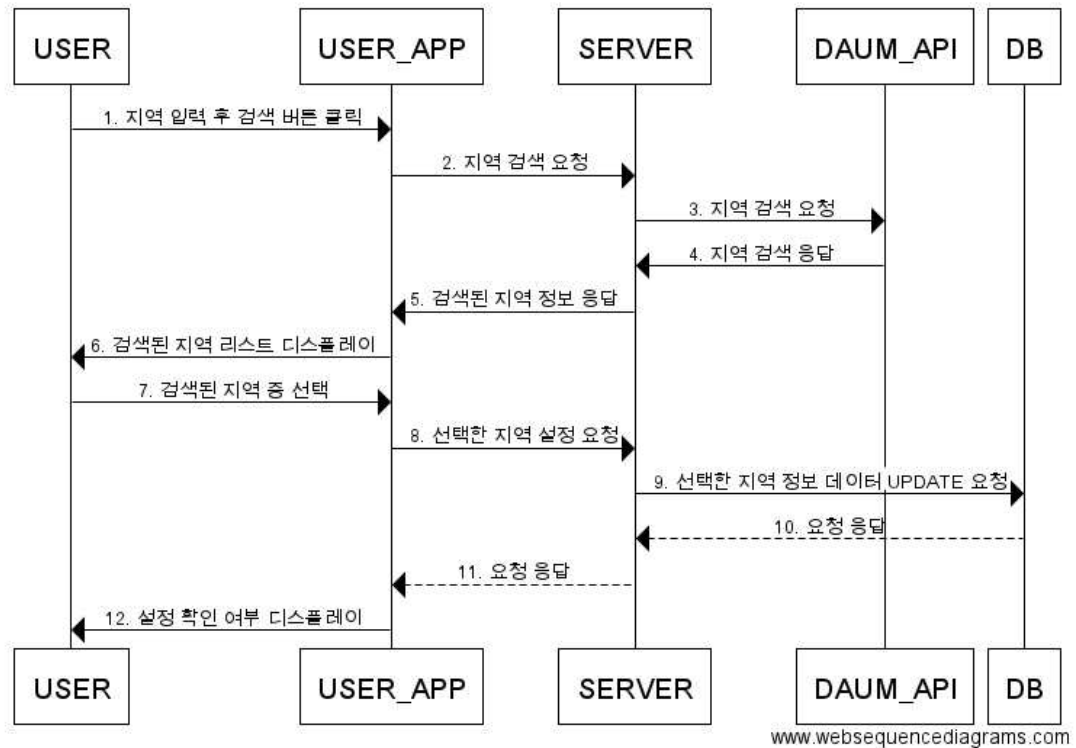 USER USER_APP SERVER DAUM_API DB
1. 지역 입력 후 검색 버튼 클릭
2. 지역 검색 요청
3. 지역 검색 요청
4. 지역 검색 응답
5. 검색된 지역 정보 응답
6. 검색된 지역 리스트 디스플레이
7. 검색된 지역 중 선택
8. 선택한 지역 설정 요청
9. 선택한 지역 정보 데이터 UPDATE 요청
10. 요청 응답
11. 요청 응답
12. 설정 확인 여부 디스플레이
USER USER_APP SERVER DAUM_API DB
www.websequencediagrams.com